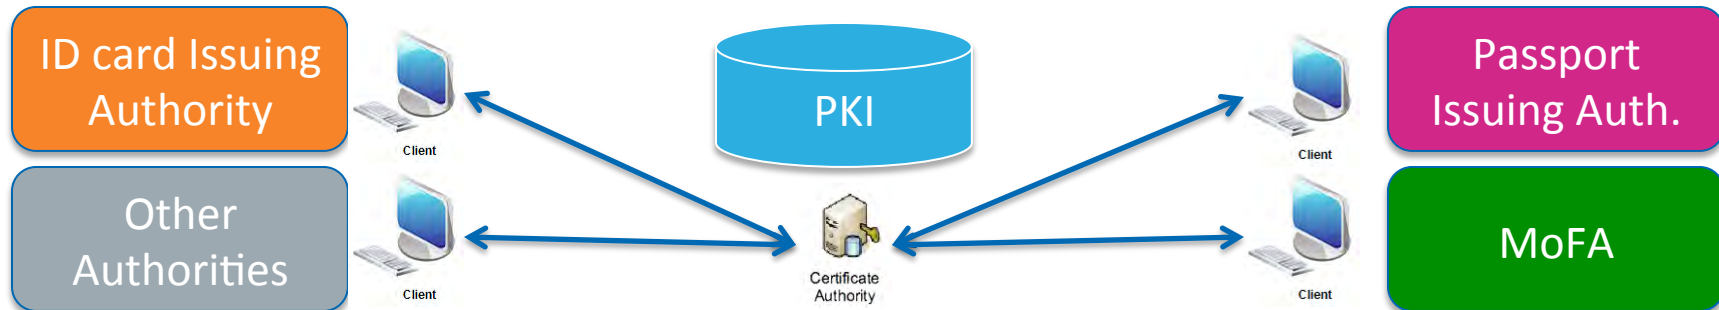 ID card Issuing
Authority
Client
PKI
Client
Passport
Issuing Auth.
Other
Authorities
Client
Certificate
Authority
Client
MoFA